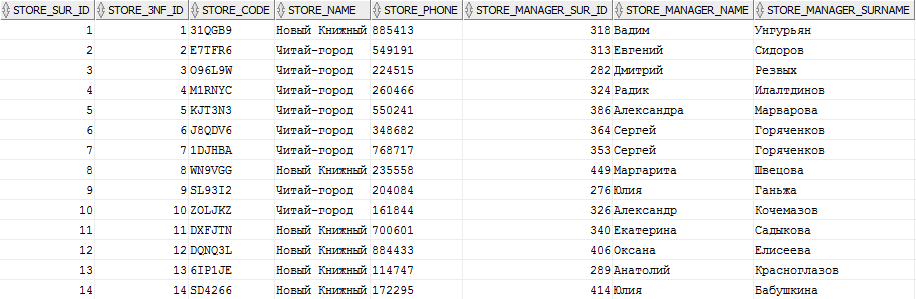 STORE_SUR_ID STORE_3NF_ID STORE_CODE STORE_NAME STORE_PHONE STORE_MANAGER_SUR_ID STORE_MANAGER_NAME STORE_MANAGER_SURNAME
1 1 31QGB9 Новый Книжный 885413 318 Вадим Унгурьян
2 2 E7TFR6 Читай-город 549191 313 Евгений Сидоров
3 3 O96L9W Читай-город 224515 282 Дмитрий Резвых
4 4 M1RNYC Читай-город 260466 324 Радик Илалтдинов
5 5 KJT3N3 Читай-город 550241 386 Александра Марварова
6 6 J8QDV6 Читай-город 348682 364 Сергей Горяченков
7 7 1DJHBA Читай-город 768717 353 Сергей Горяченков
8 8 WN9VGG Новый Книжный 235558 449 Маргарита Швецова
9 9 SL93I2 Читай-город 204084 276 Юлия Ганьжа
10 10 ZOLJKZ Читай-город 161844 326 Александр Кочемазов
11 11 DXFJTN Новый Книжный 700601 340 Екатерина Садыкова
12 12 DQNQ3L Новый Книжный 884433 406 Оксана Елисеева
13 13 6IP1JE Новый Книжный 114747 289 Анатолий Красноглазов
14 14 SD4266 Новый Книжный 172295 414 Юлия Бабушкина